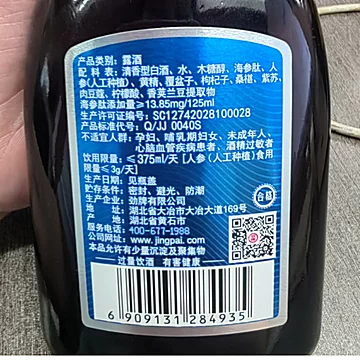 产品类别: 露酒
配 料 表: 清香型白酒、水、木糖醇、海参肽、人
参(人工种植)、黄精、覆盆子、枸杞子、桑椹、紫苏、
肉豆蔻、柠檬酸、香荚兰豆提取物
海参肽添加量≥13.85mg/125ml
生产许可证编号: SC12742028100028
产品标准代号: Q/JJ 0040S
不适宜人群: 孕妇、哺乳期妇女、未成年人、
心脑血管疾病患者、酒精过敏者
饮用限量: ≤375ml/天 [人参(人工种植)食用
限量≤3g/天]
生产日期: 见瓶盖
贮存条件: 密封、避光、防潮
生产企业: 劲牌有限公司
地 址: 湖北省大冶市大冶大道169号
产 地: 湖北省黄石市
服务电话: 400-677-1988
公司网址: www.jingpai.com
本品允许有少量沉淀及聚集物
过量饮酒 有害健康
合格
6 909131 284935